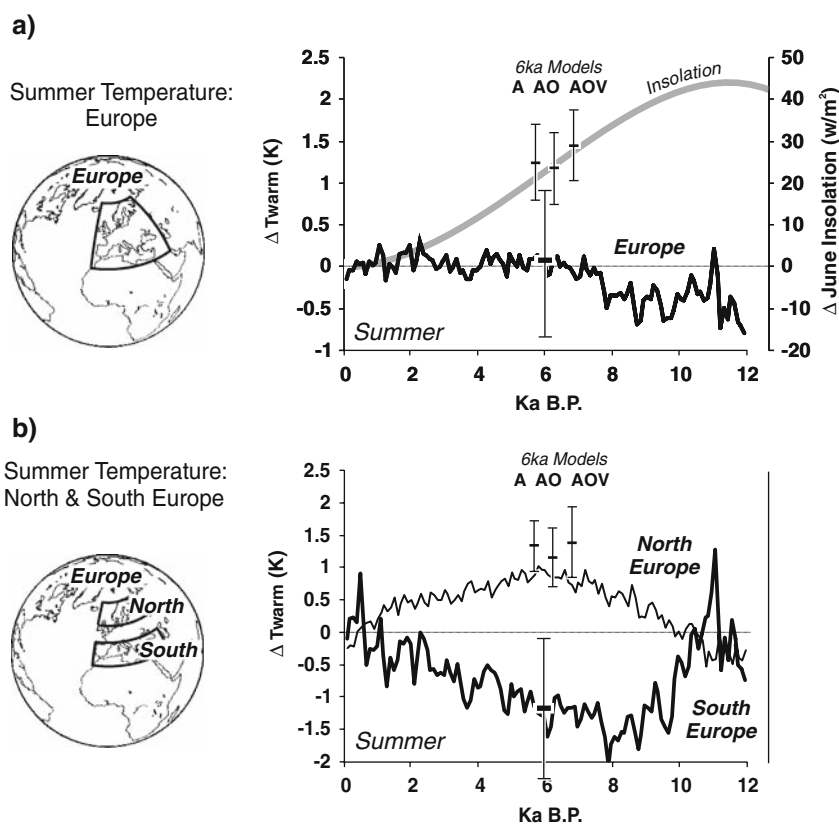 a)
Summer Temperature:
Europe
Europe
Δ Twarm (K)
2.5
2
1.5
1
0.5
0
-0.5
-1
6ka Models
A AO AOV
Insolation
Europe
Summer
50
40
30
20
10
0
-10
-20
Δ June Insolation (w/m²)
0 2 4 6 8 10 12
Ka B.P.
b)
Summer Temperature:
North & South Europe
Europe
North
South
Δ Twarm (K)
2.5
2
1.5
1
0.5
0
-0.5
-1
-1.5
-2
6ka Models
A AO AOV
North
Europe
South
Europe
Summer
0 2 4 6 8 10 12
Ka B.P.